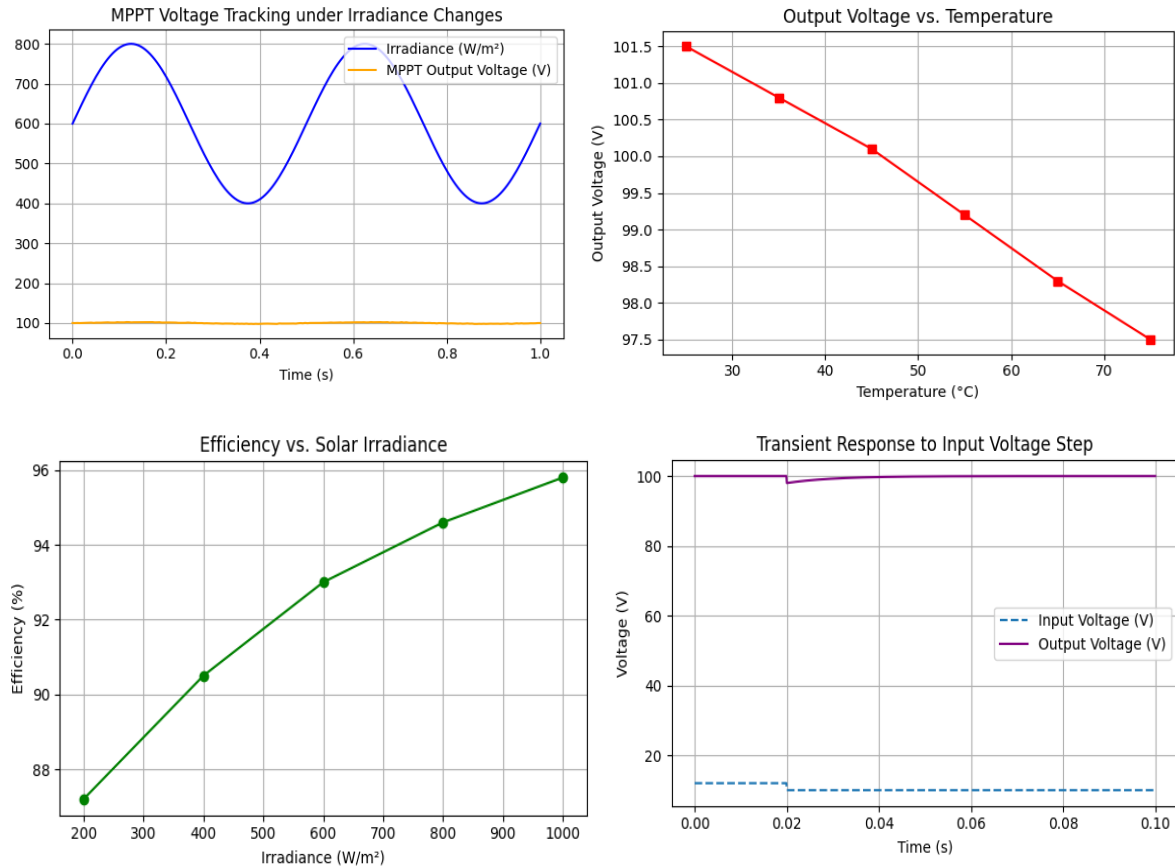 MPPT Voltage Tracking under Irradiance Changes
800
700
600
500
400
300
200
100
0.0 0.2 0.4 0.6 0.8 1.0
Time (s)
Irradiance (W/m²)
MPPT Output Voltage (V)
Output Voltage vs. Temperature
Output Voltage (V)
101.5
101.0
100.5
100.0
99.5
99.0
98.5
98.0
97.5
30 40 50 60 70
Temperature (°C)
Efficiency vs. Solar Irradiance
Efficiency (%)
96
94
92
90
88
200 300 400 500 600 700 800 900 1000
Irradiance (W/m²)
Transient Response to Input Voltage Step
Voltage (V)
100
80
60
40
20
0.00 0.02 0.04 0.06 0.08 0.10
Time (s)
Input Voltage (V)
Output Voltage (V)